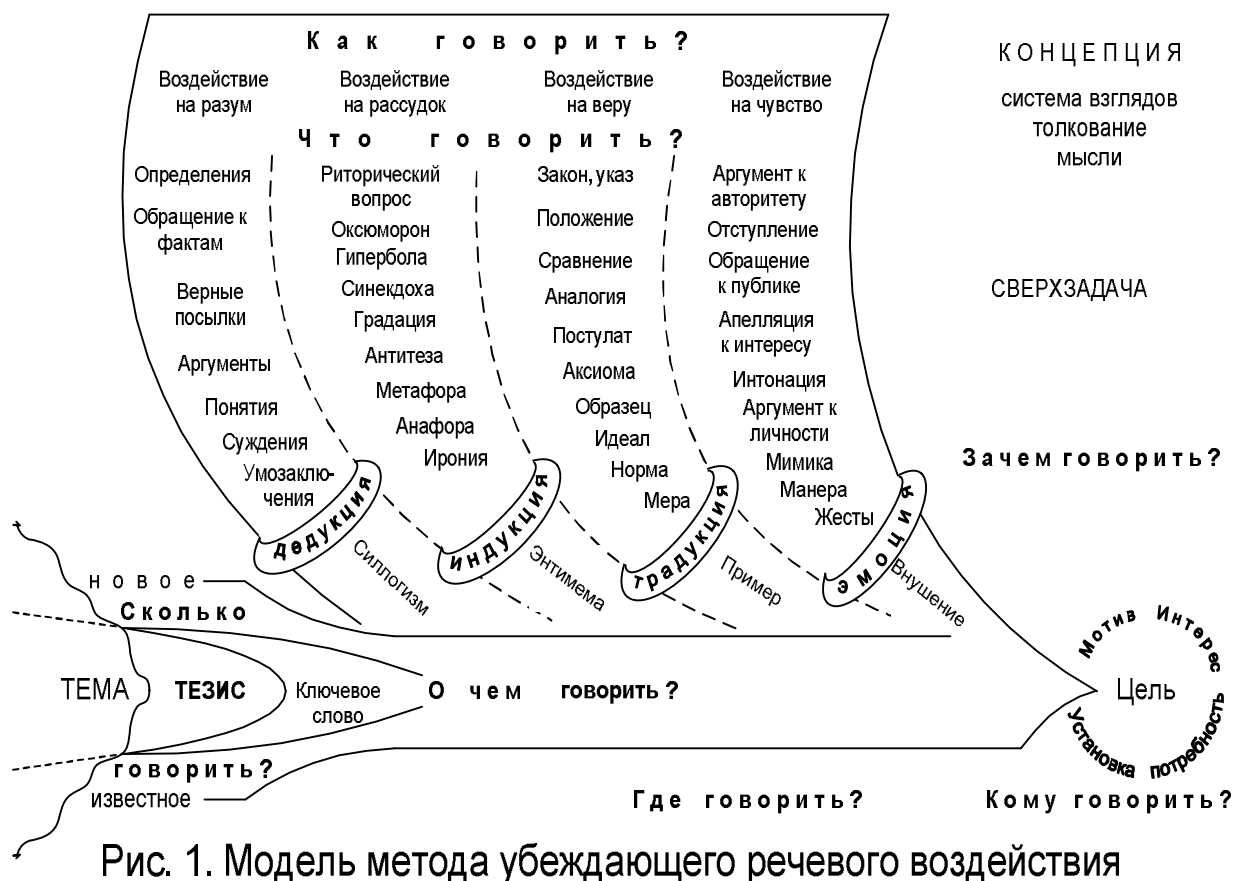 Как говорить?
Воздействие
на разум
Воздействие
на рассудок
Воздействие
на веру
Воздействие
на чувство
Что говорить?
Определения
Обращение к
фактам
Верные
посылки
Аргументы
Понятия
Суждения
Умозаклю-
чения
Риторический
вопрос
Оксюморон
Гипербола
Синекдоха
Градация
Антитеза
Метафора
Анафора
Ирония
Закон, указ
Положение
Сравнение
Аналогия
Постулат
Аксиома
Образец
Идеал
Норма
Мера
Аргумент к
авторитету
Отступление
Обращение
к публике
Апелляция
к интересу
Интонация
Аргумент к
личности
Мимика
Манера
Жесты
КОНЦЕПЦИЯ
система взглядов
толкование
мысли
СВЕРХЗАДАЧА
Зачем говорить?
дедукция
индукция
традукция
эмоция
Силлогизм
Энтимема
Пример
Внушение
новое
Сколько
ТЕМА
ТЕЗИС
Ключевое
слово
О чем говорить?
говорить?
известное
Мотив Интерес
Цель
Установка потребность
Где говорить?
Кому говорить?
Рис. 1. Модель метода убеждающего речевого воздействия